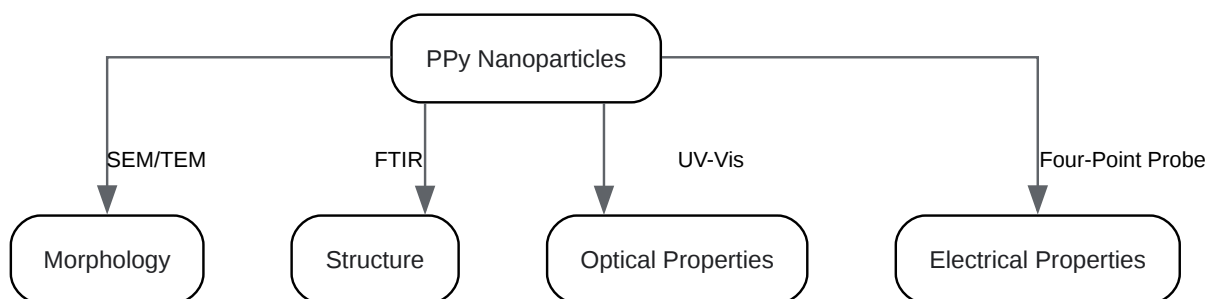 PPy Nanoparticles
SEM/TEM
FTIR
UV-Vis
Four-Point Probe
Morphology
Structure
Optical Properties
Electrical Properties